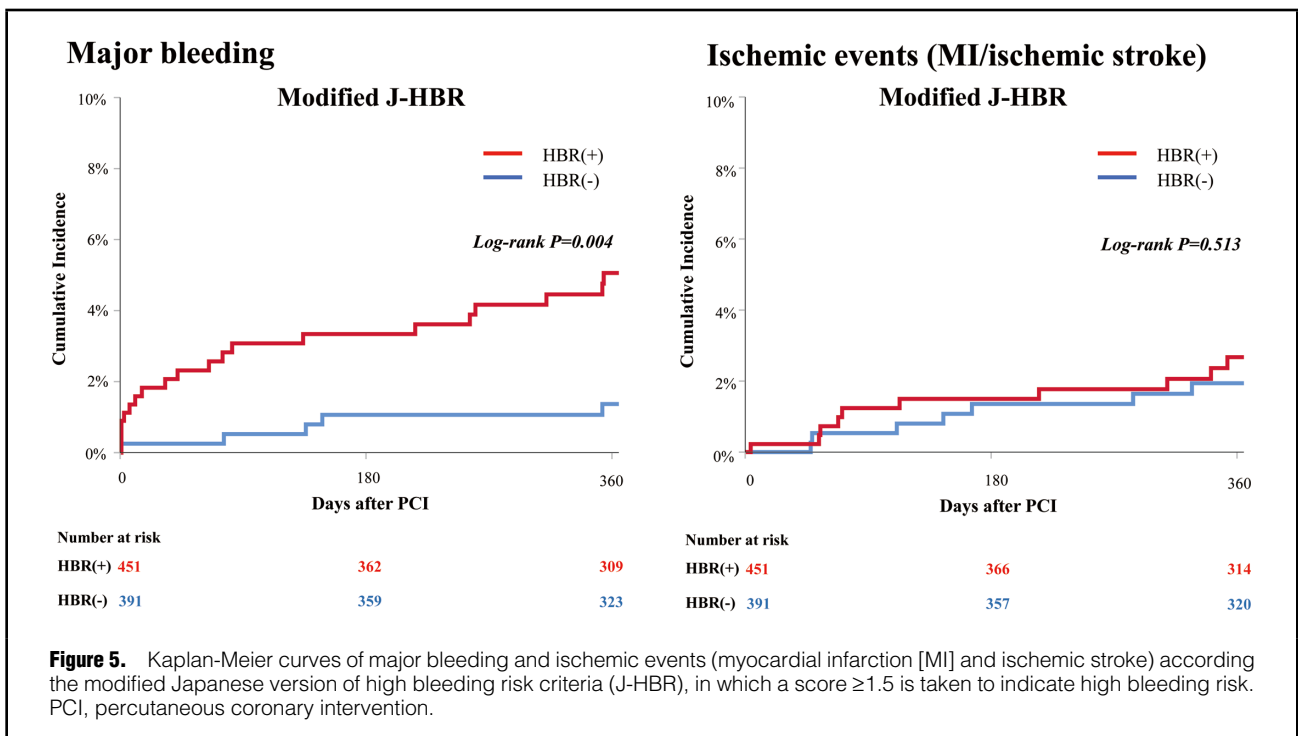 Major bleeding
Modified J-HBR
10%
8%
6%
4%
2%
0%
Cumulative Incidence
HBR(+)
HBR(-)
Log-rank P=0.004
0 180 360
Days after PCI
Number at risk
HBR(+) 451 362 309
HBR(-) 391 359 323
Ischemic events (MI/ischemic stroke)
Modified J-HBR
10%
8%
6%
4%
2%
0%
Cumulative Incidence
HBR(+)
HBR(-)
Log-rank P=0.513
0 180 360
Days after PCI
Number at risk
HBR(+) 451 366 314
HBR(-) 391 357 320
Figure 5. Kaplan-Meier curves of major bleeding and ischemic events (myocardial infarction [MI] and ischemic stroke) according
the modified Japanese version of high bleeding risk criteria (J-HBR), in which a score ≥1.5 is taken to indicate high bleeding risk.
PCI, percutaneous coronary intervention.